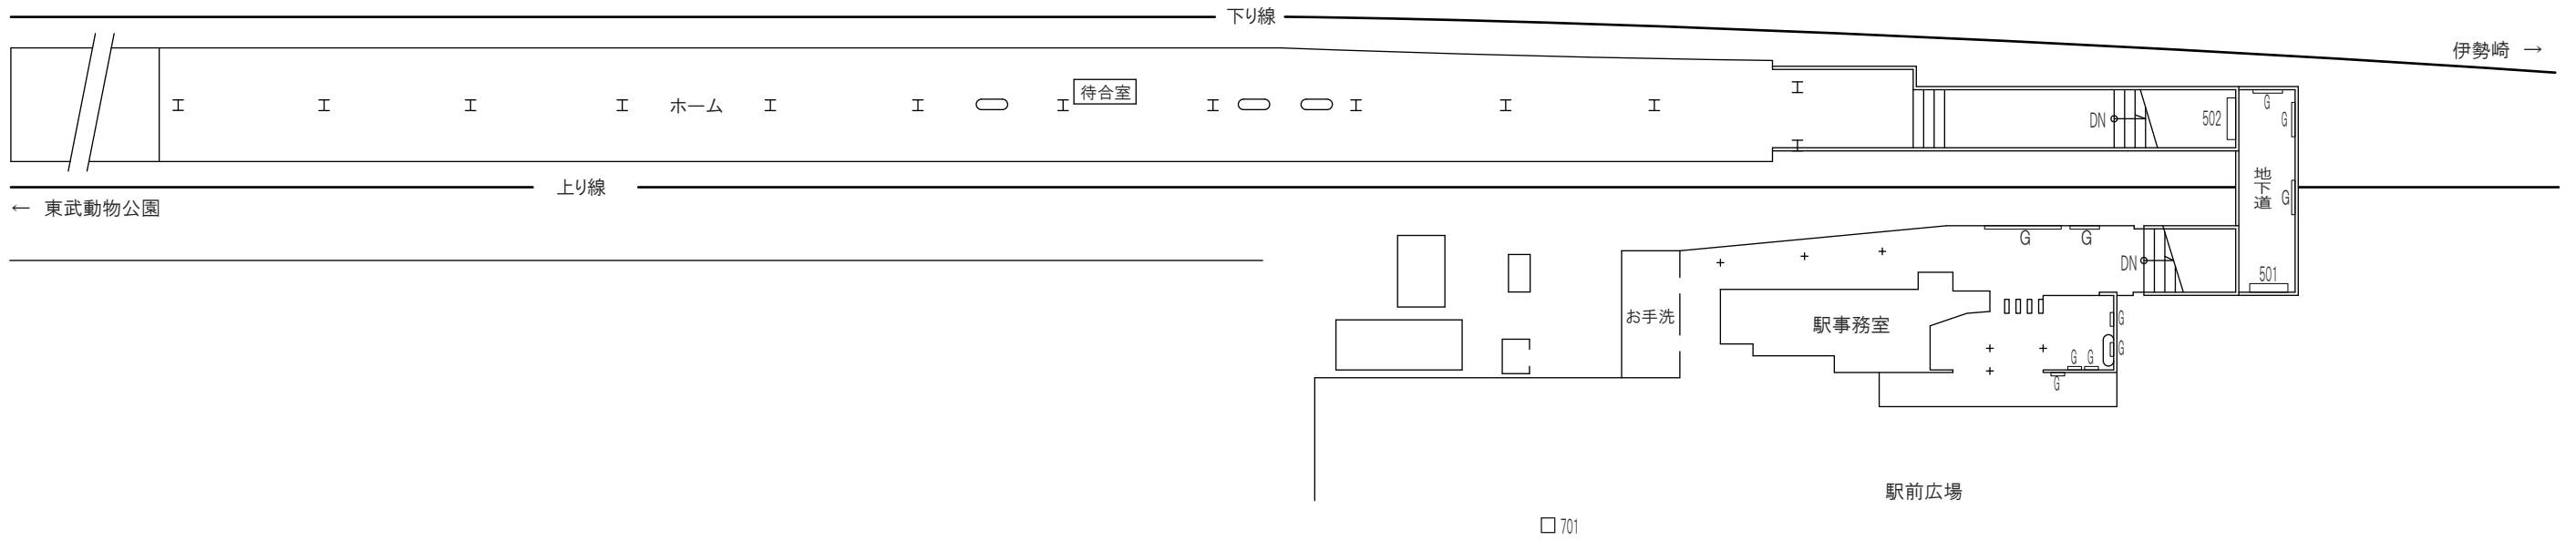 下り線
伊勢崎 →
待合室
ホーム
DN
502
G
G
地下道
G
上り線
← 東武動物公園
G
G
DN
501
お手洗
駅事務室
G
G
G
G
G
駅前広場
701